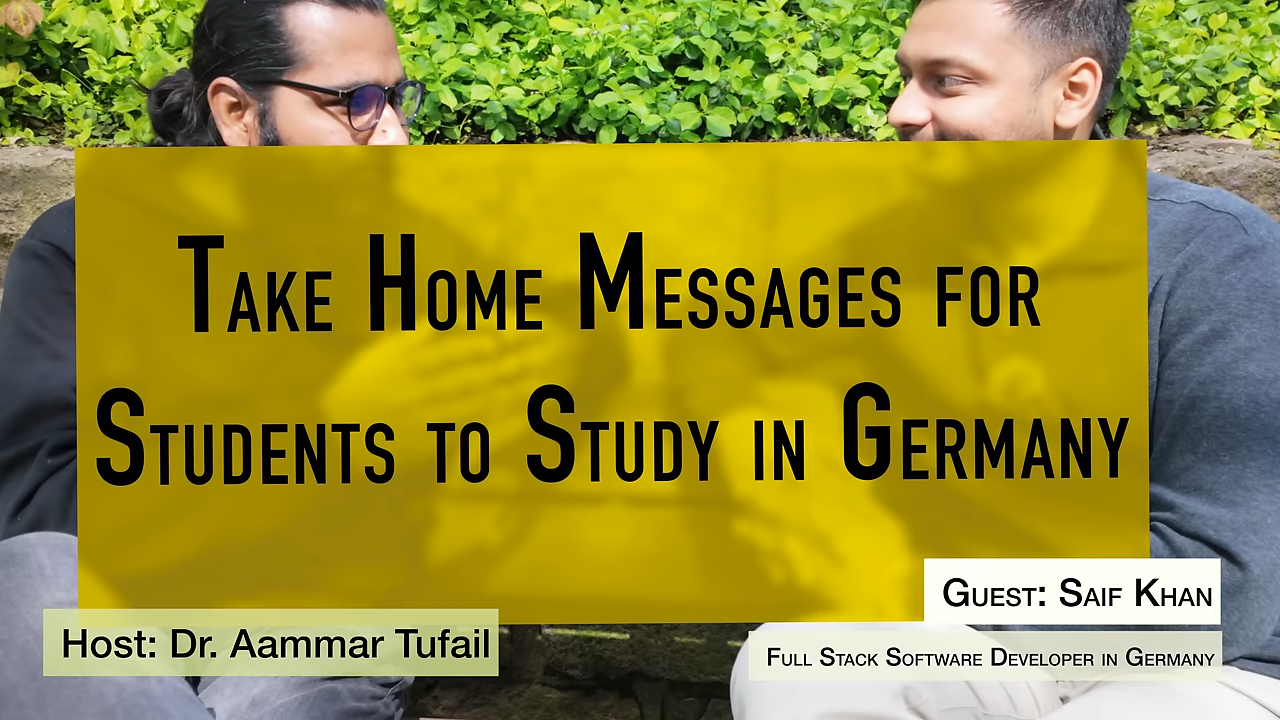 Take Home Messages for
Students to Study in Germany
Guest: Saif Khan
Host: Dr. Aammar Tufail
Full Stack Software Developer in Germany